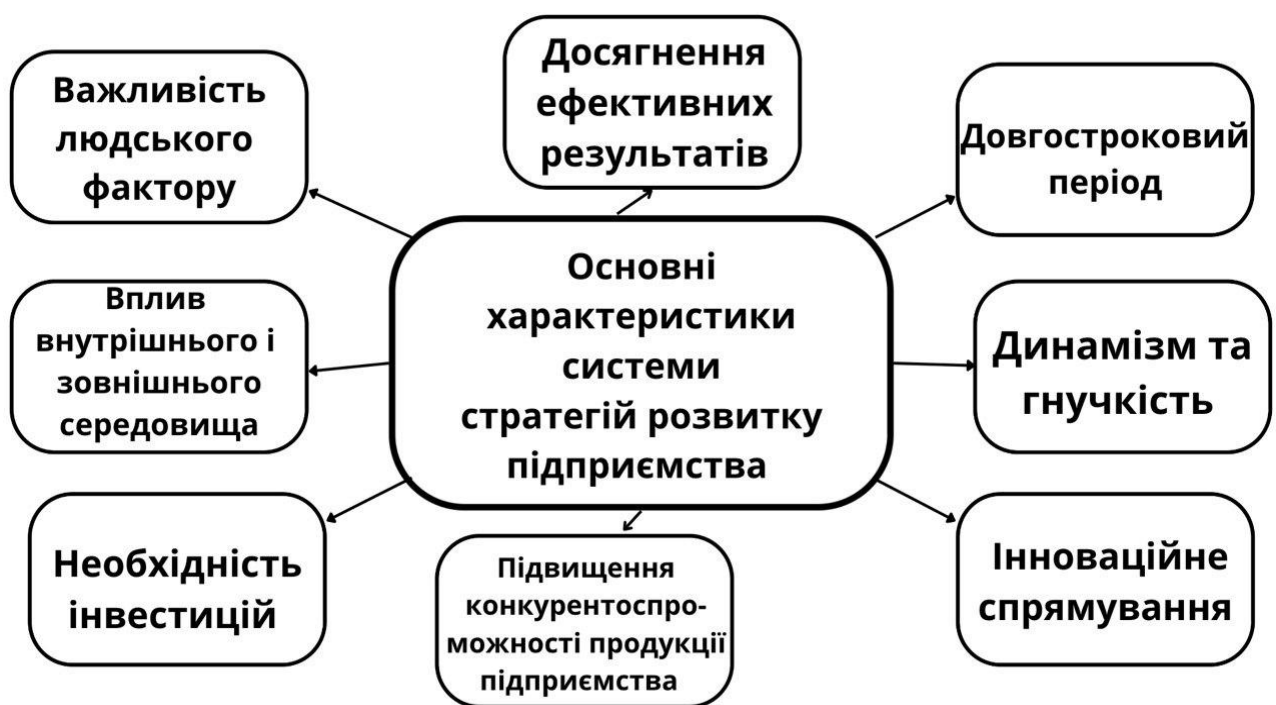 Важливість
людського
фактору
Досягнення
ефективних
результатів
Довгостроковий
період
Вплив
внутрішнього і
зовнішнього
середовища
Основні
характеристики
системи
стратегій розвитку
підприємства
Динамізм та
гнучкість
Необхідність
інвестицій
Підвищення
конкурентоспро-
можності продукції
підприємства
Інноваційне
спрямування